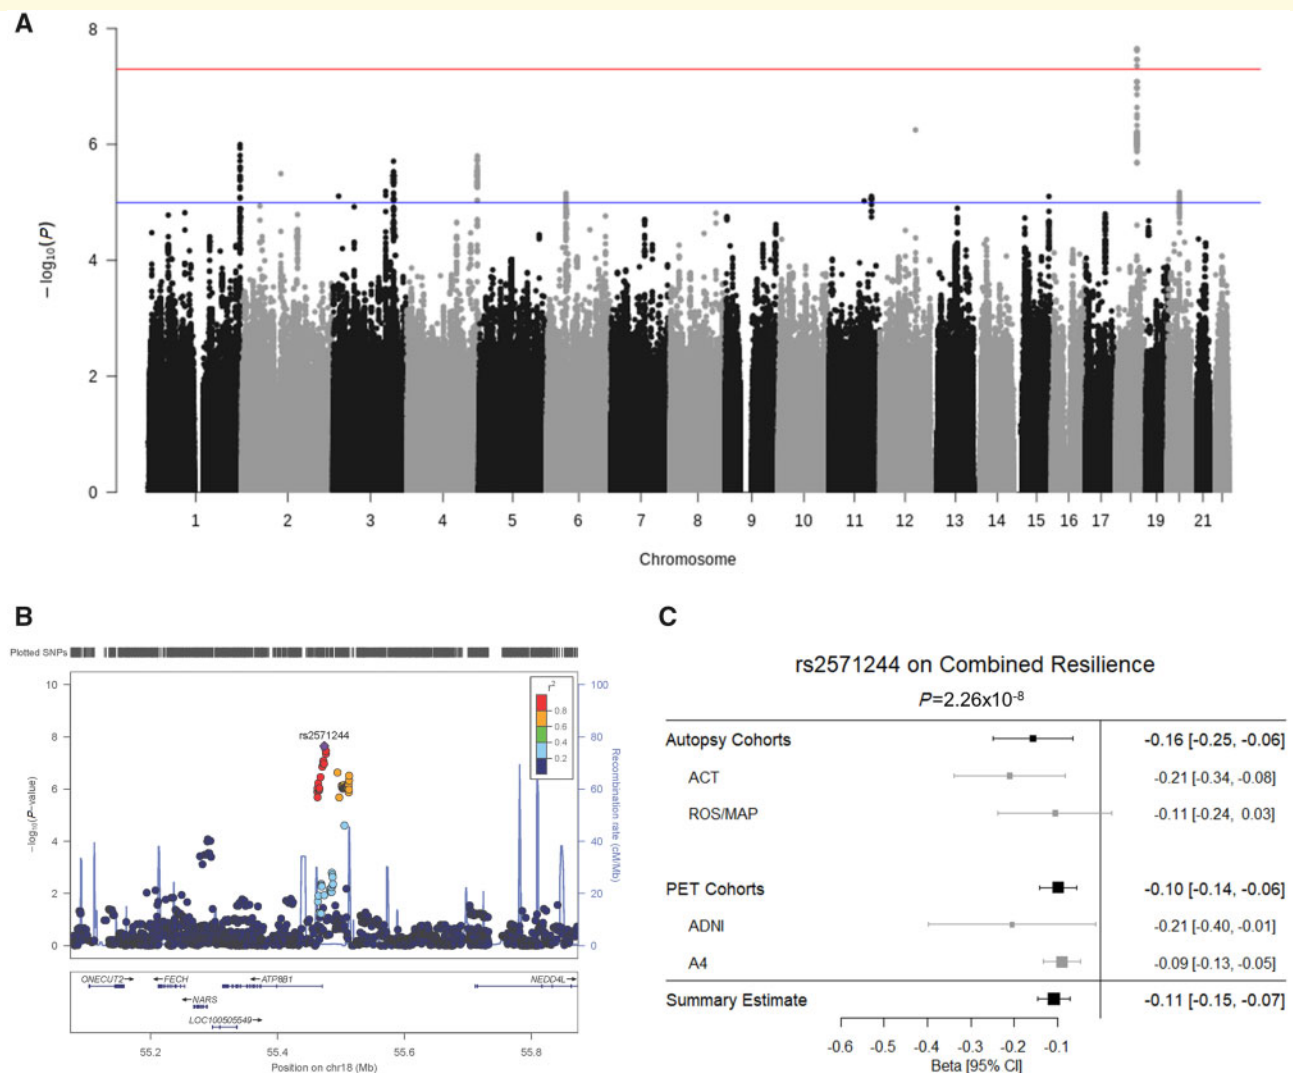 A
8
6
4
2
0
− log10(P)
1 2 3 4 5 6 7 8 9 10 11 12 13 14 15 16 17 19 21
Chromosome
B
Plotted SNPs
10
8
6
4
2
0
−log10(P-value)
rs2571244
r2
0.8
0.6
0.4
0.2
100
80
60
40
20
0
Recombination rate (cM/Mb)
ONECUT2→ ←FECH ←ATP8B1 NEDD4L→
←NARS
LOC100505549→
55.2 55.4 55.6 55.8
Position on chr18 (Mb)
C
rs2571244 on Combined Resilience
P=2.26x10-8
Autopsy Cohorts -0.16 [-0.25, -0.06]
ACT -0.21 [-0.34, -0.08]
ROS/MAP -0.11 [-0.24, 0.03]
PET Cohorts -0.10 [-0.14, -0.06]
ADNI -0.21 [-0.40, -0.01]
A4 -0.09 [-0.13, -0.05]
Summary Estimate -0.11 [-0.15, -0.07]
-0.6 -0.5 -0.4 -0.3 -0.2 -0.1
Beta [95% CI]